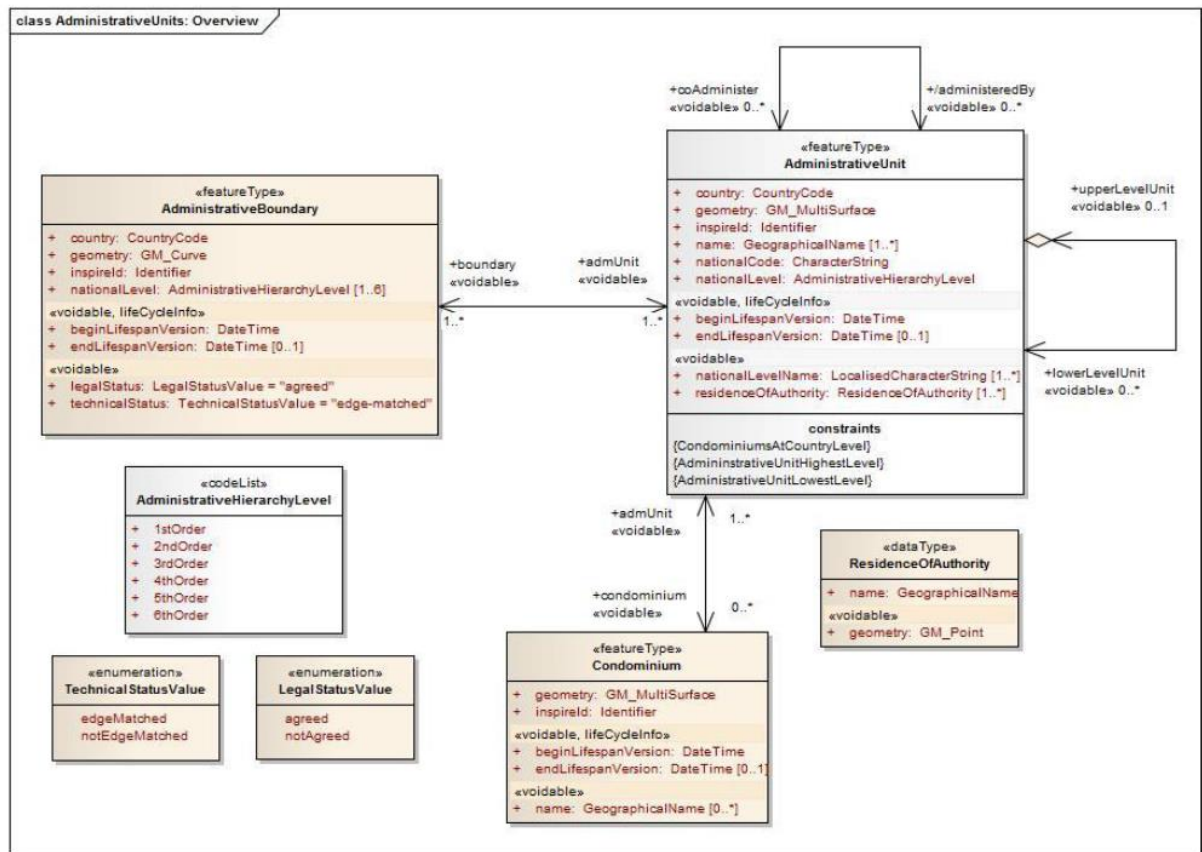 class AdministrativeUnits: Overview
+coAdminister
«voidable» 0..*
+/administeredBy
«voidable» 0..*
«featureType»
AdministrativeUnit
+ country: CountryCode
+ geometry: GM_MultiSurface
+ inspireId: Identifier
+ name: GeographicalName [1..*]
+ nationalCode: CharacterString
+ nationalLevel: AdministrativeHierarchyLevel
«voidable, lifeCycleInfo»
+ beginLifespanVersion: DateTime
+ endLifespanVersion: DateTime [0..1]
«voidable»
+ nationalLevelName: LocalisedCharacterString [1..*]
+ residenceOfAuthority: ResidenceOfAuthority [1..*]
constraints
{CondominiumsAtCountryLevel}
{AdmininstrativeUnitHighestLevel}
{AdministrativeUnitLowestLevel}
+upperLevelUnit
«voidable» 0..1
+lowerLevelUnit
«voidable» 0..*
«featureType»
AdministrativeBoundary
+ country: CountryCode
+ geometry: GM_Curve
+ inspireId: Identifier
+ nationalLevel: AdministrativeHierarchyLevel [1..6]
«voidable, lifeCycleInfo»
+ beginLifespanVersion: DateTime
+ endLifespanVersion: DateTime [0..1]
«voidable»
+ legalStatus: LegalStatusValue = "agreed"
+ technicalStatus: TechnicalStatusValue = "edge-matched"
+boundary
«voidable»
1..*
+admUnit
«voidable»
1..*
«codeList»
AdministrativeHierarchyLevel
+ 1stOrder
+ 2ndOrder
+ 3rdOrder
+ 4thOrder
+ 5thOrder
+ 6thOrder
+admUnit
«voidable»
1..*
+condominium
«voidable»
0..*
«dataType»
ResidenceOfAuthority
+ name: GeographicalName
«voidable»
+ geometry: GM_Point
«enumeration»
TechnicalStatusValue
edgeMatched
notEdgeMatched
«enumeration»
LegalStatusValue
agreed
notAgreed
«featureType»
Condominium
+ geometry: GM_MultiSurface
+ inspireId: Identifier
«voidable, lifeCycleInfo»
+ beginLifespanVersion: DateTime
+ endLifespanVersion: DateTime [0..1]
«voidable»
+ name: GeographicalName [0..*]